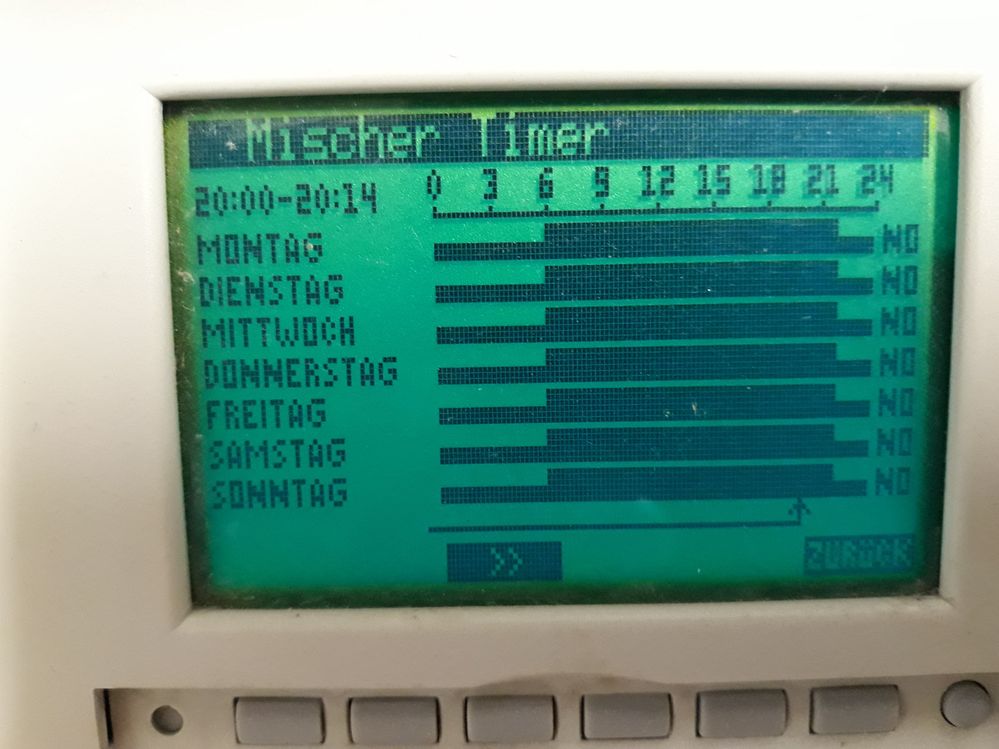 Mischer Timer
20:00-20:14 0 3 6 9 12 15 18 21 24
MONTAG NO
DIENSTAG NO
MITTWOCH NO
DONNERSTAG NO
FREITAG NO
SAMSTAG NO
SONNTAG NO
>> ZURÜCK